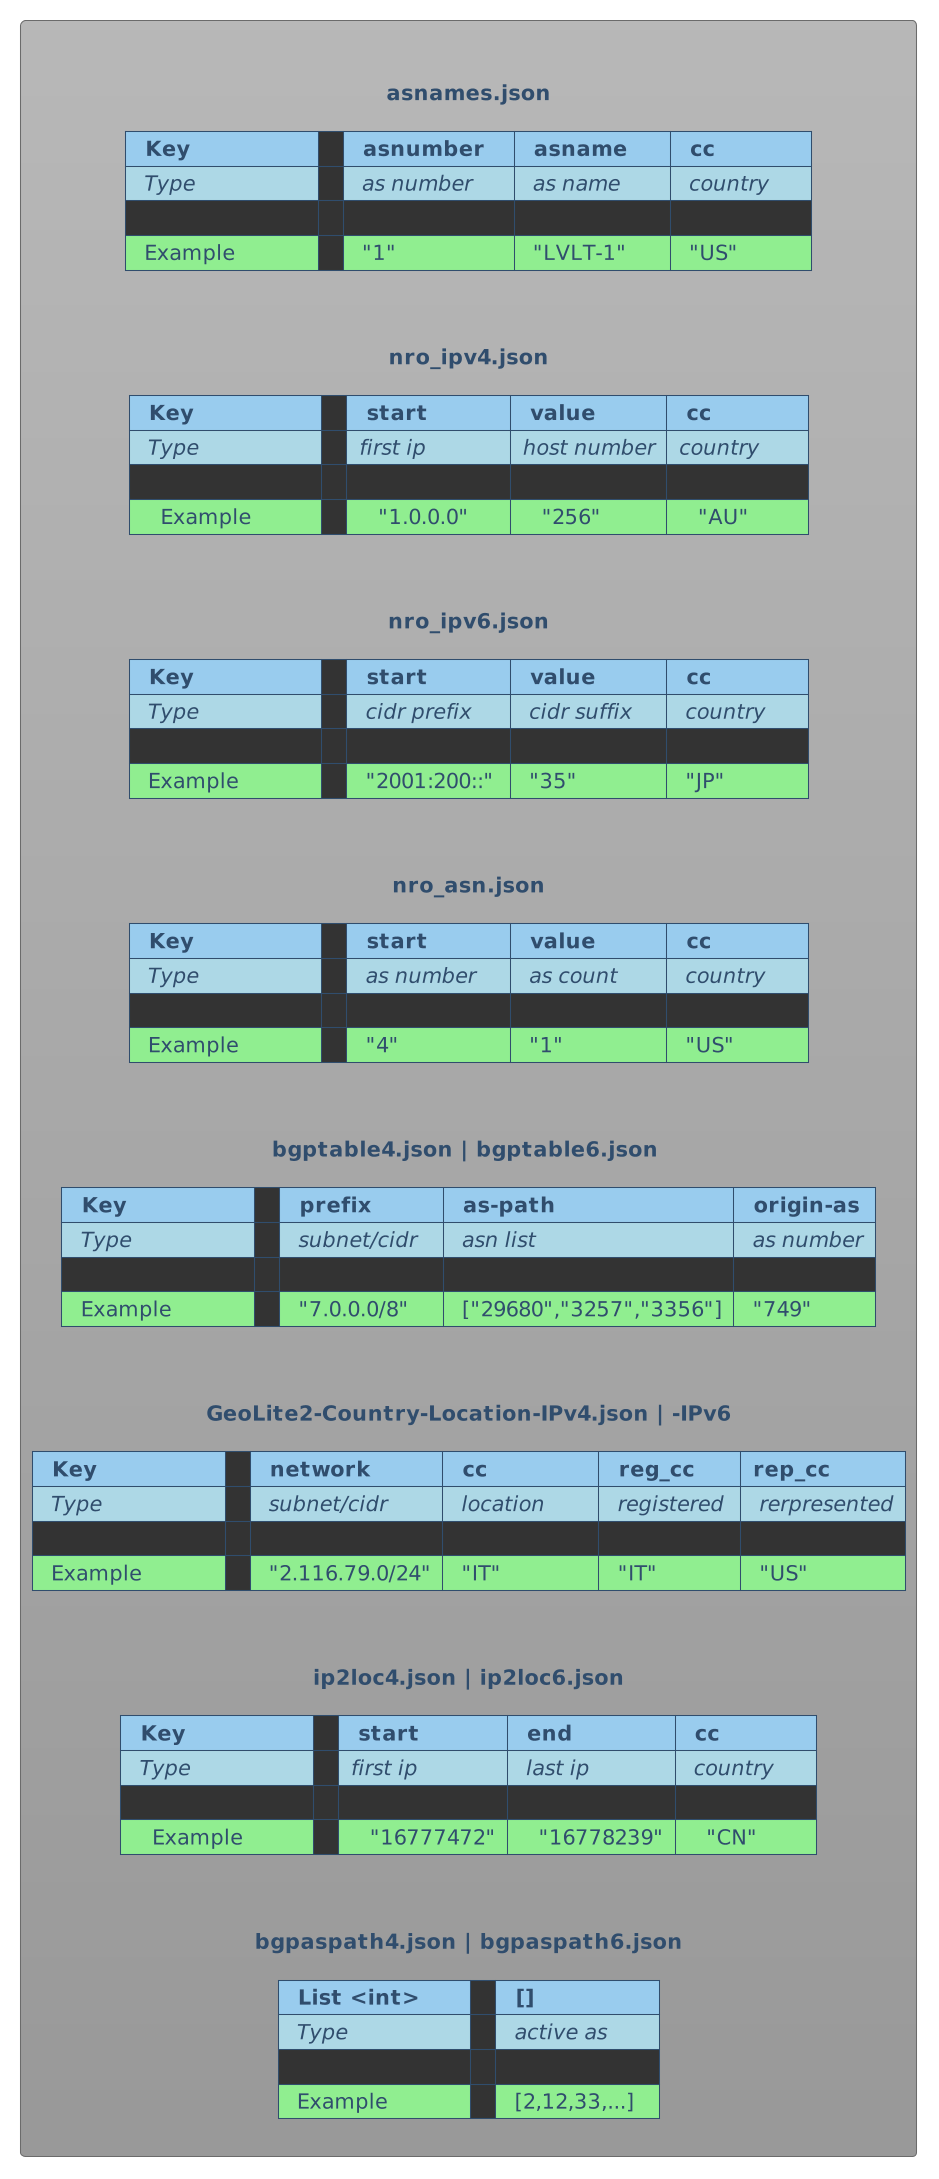 asnames.json
Key asnumber asname cc
Type as number as name country
Example "1" "LVLT-1" "US"
nro_ipv4.json
Key start value cc
Type first ip host number country
Example "1.0.0.0" "256" "AU"
nro_ipv6.json
Key start value cc
Type cidr prefix cidr suffix country
Example "2001:200::" "35" "JP"
nro_asn.json
Key start value cc
Type as number as count country
Example "4" "1" "US"
bgptable4.json | bgptable6.json
Key prefix as-path origin-as
Type subnet/cidr asn list as number
Example "7.0.0.0/8" ["29680","3257","3356"] "749"
GeoLite2-Country-Location-IPv4.json | -IPv6
Key network cc reg_cc rep_cc
Type subnet/cidr location registered rerpresented
Example "2.116.79.0/24" "IT" "IT" "US"
ip2loc4.json | ip2loc6.json
Key start end cc
Type first ip last ip country
Example "16777472" "16778239" "CN"
bgpaspath4.json | bgpaspath6.json
List <int> []
Type active as
Example [2,12,33,...]